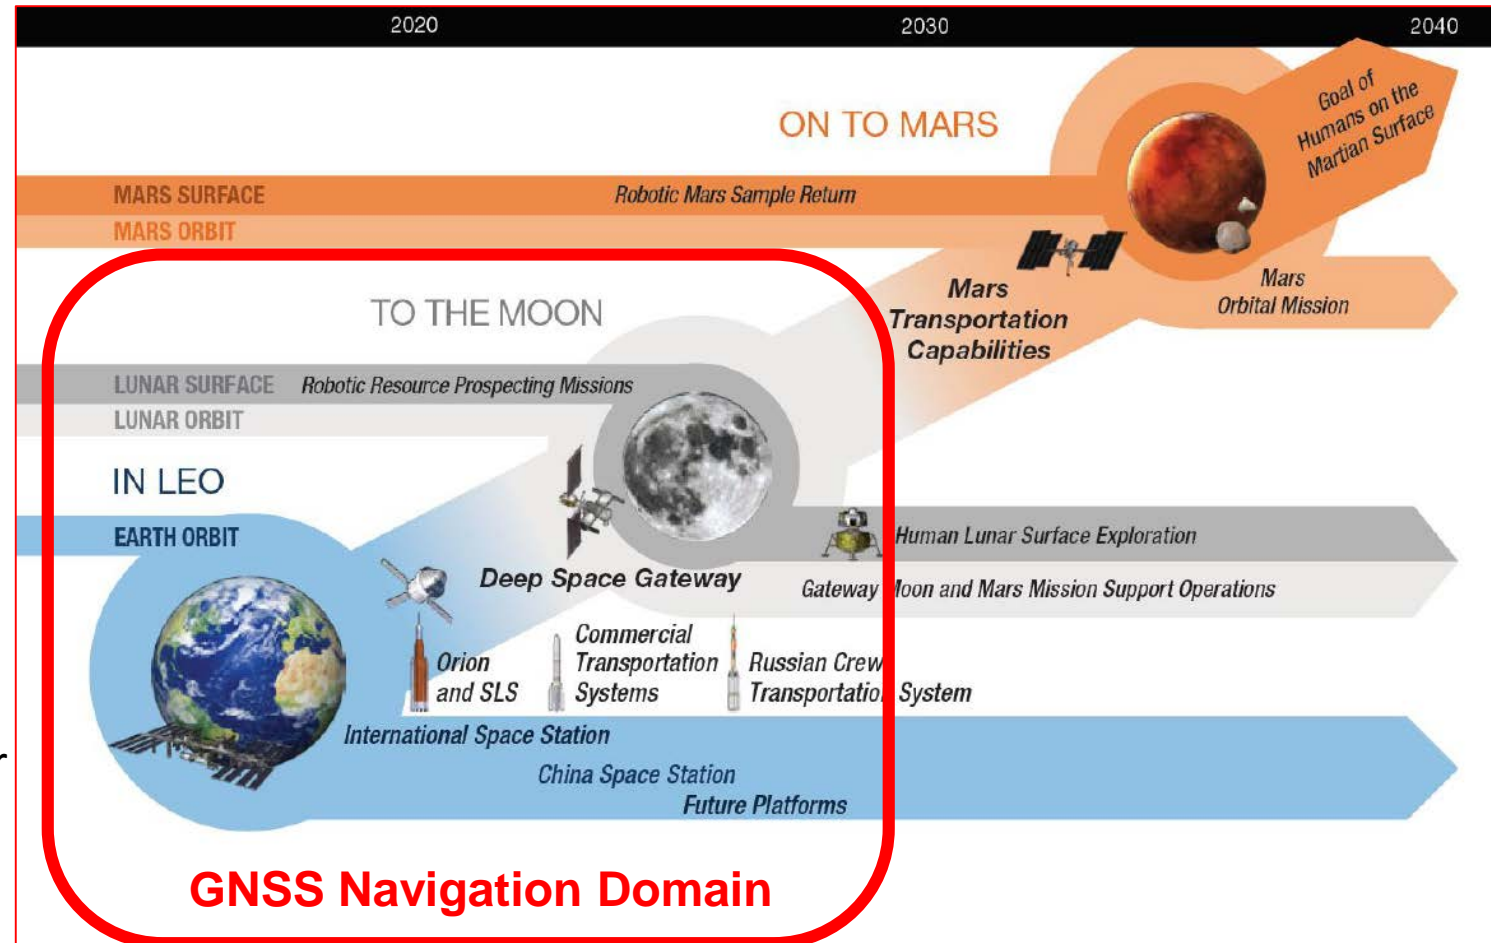 2020 2030 2040
ON TO MARS
Goal of
Humans on the
Martian Surface
MARS SURFACE
Robotic Mars Sample Return
MARS ORBIT
Mars
Transportation
Capabilities
Mars
Orbital Mission
TO THE MOON
LUNAR SURFACE
Robotic Resource Prospecting Missions
LUNAR ORBIT
IN LEO
EARTH ORBIT
Human Lunar Surface Exploration
Deep Space Gateway
Gateway Moon and Mars Mission Support Operations
Orion
and SLS
Commercial
Transportation
Systems
Russian Crew
Transportation System
International Space Station
China Space Station
Future Platforms
r
GNSS Navigation Domain